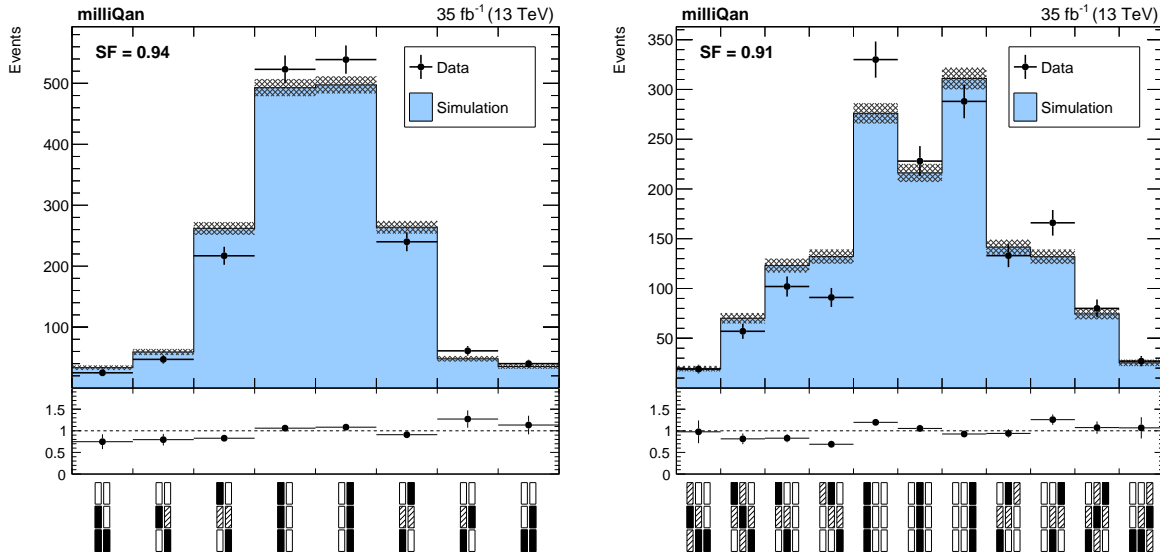 milliQan 35 fb⁻¹ (13 TeV)
SF = 0.94
Data
Simulation
Events
500
400
300
200
100
1.5
1
0.5
0
milliQan 35 fb⁻¹ (13 TeV)
SF = 0.91
Data
Simulation
Events
350
300
250
200
150
100
50
1.5
1
0.5
0